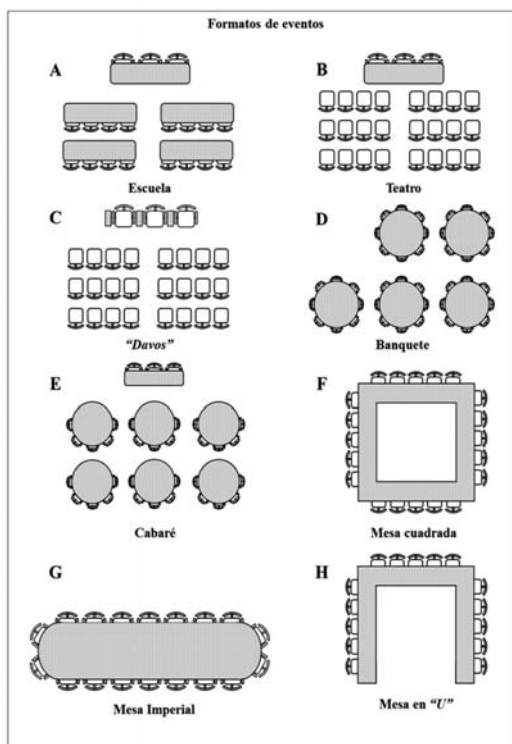 Formatos de eventos
A
B
Escuela
Teatro
C
D
“Davos”
Banquete
E
F
Cabaré
Mesa cuadrada
G
H
Mesa Imperial
Mesa en “U”